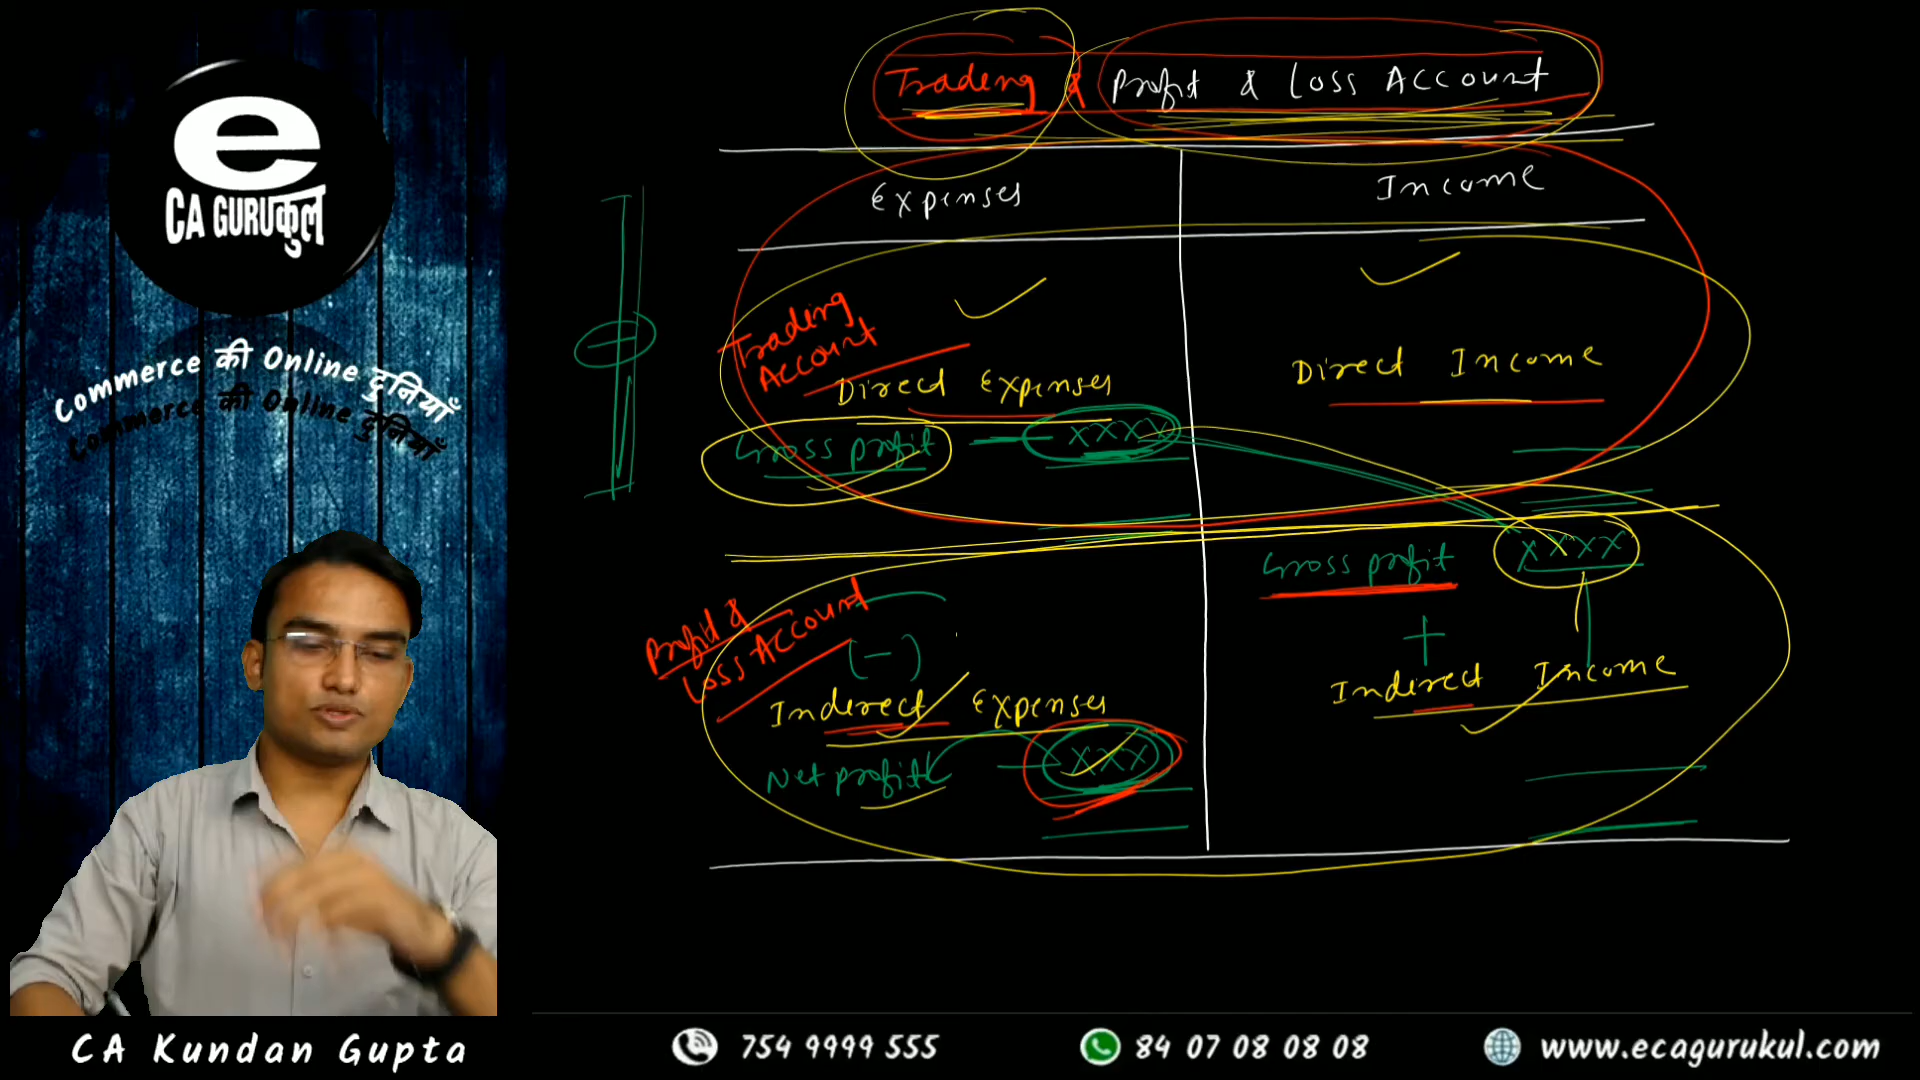 e
CA GURUकुल
Commerce की Online दुनियाँ
Commerce की Online दुनियाँ
Trading & Profit & Loss Account
Expenses
Income
Trading
Account
Direct Expenses
Direct Income
Gross profit XXXX
Gross profit XXXX
Profit &
Loss Account
(-)
+
Indirect Expenses
Indirect Income
Net profit XXX
CA Kundan Gupta
754 9999 555
84 07 08 08 08
www.ecagurukul.com